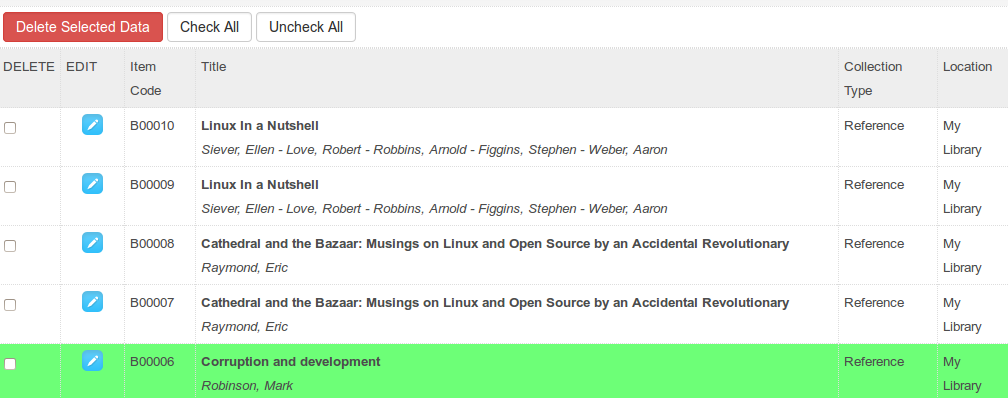 Delete Selected Data Check All Uncheck All
DELETE EDIT Item Code Title Collection Type Location
B00010 Linux In a Nutshell Reference My Library
Siever, Ellen - Love, Robert - Robbins, Arnold - Figgins, Stephen - Weber, Aaron
B00009 Linux In a Nutshell Reference My Library
Siever, Ellen - Love, Robert - Robbins, Arnold - Figgins, Stephen - Weber, Aaron
B00008 Cathedral and the Bazaar: Musings on Linux and Open Source by an Accidental Revolutionary Reference My Library
Raymond, Eric
B00007 Cathedral and the Bazaar: Musings on Linux and Open Source by an Accidental Revolutionary Reference My Library
Raymond, Eric
B00006 Corruption and development Reference My Library
Robinson, Mark